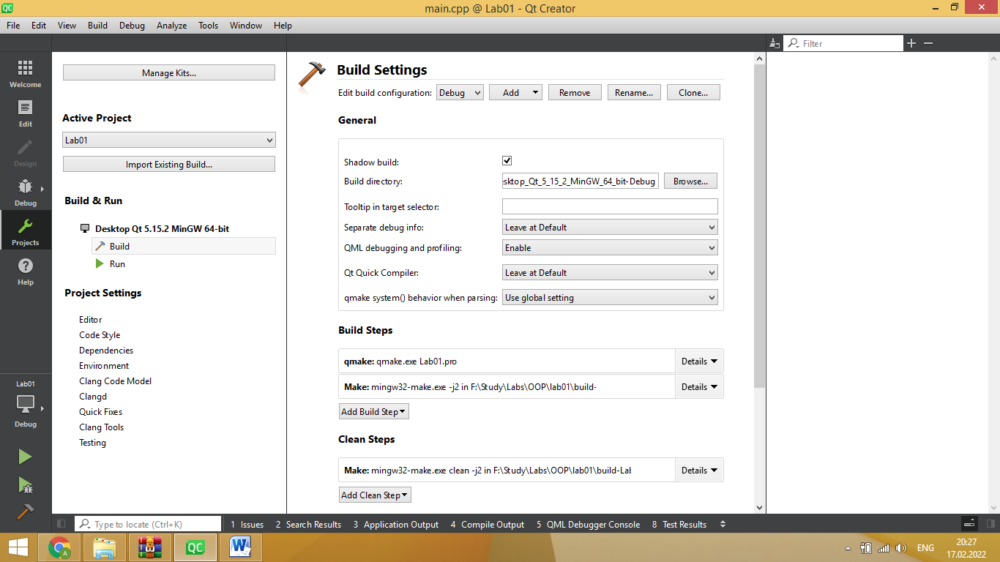 QC
main.cpp @ Lab01 - Qt Creator
File Edit View Build Debug Analyze Tools Window Help
Filter
Welcome
Edit
Design
Debug
Projects
Help
Lab01
Debug
Manage Kits...
Active Project
Lab01
Import Existing Build...
Build & Run
Desktop Qt 5.15.2 MinGW 64-bit
Build
Run
Project Settings
Editor
Code Style
Dependencies
Environment
Clang Code Model
Clangd
Quick Fixes
Clang Tools
Testing
Build Settings
Edit build configuration: Debug Add Remove Rename... Clone...
General
Shadow build:
Build directory: sktop_Qt_5_15_2_MinGW_64_bit-Debug Browse...
Tooltip in target selector:
Separate debug info: Leave at Default
QML debugging and profiling: Enable
Qt Quick Compiler: Leave at Default
qmake system() behavior when parsing: Use global setting
Build Steps
qmake: qmake.exe Lab01.pro Details
Make: mingw32-make.exe -j2 in F:\Study\Labs\OOP\lab01\build- Details
Add Build Step
Clean Steps
Make: mingw32-make.exe clean -j2 in F:\Study\Labs\OOP\lab01\build-Lal Details
Add Clean Step
Type to locate (Ctrl+K) 1 Issues 2 Search Results 3 Application Output 4 Compile Output 5 QML Debugger Console 8 Test Results
A
QC
W
ENG
20:27
17.02.2022